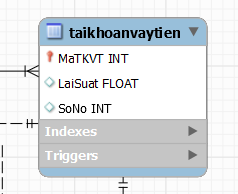 taikhoanvaytien
MaTKVT INT
LaiSuat FLOAT
SoNo INT
Indexes
Triggers